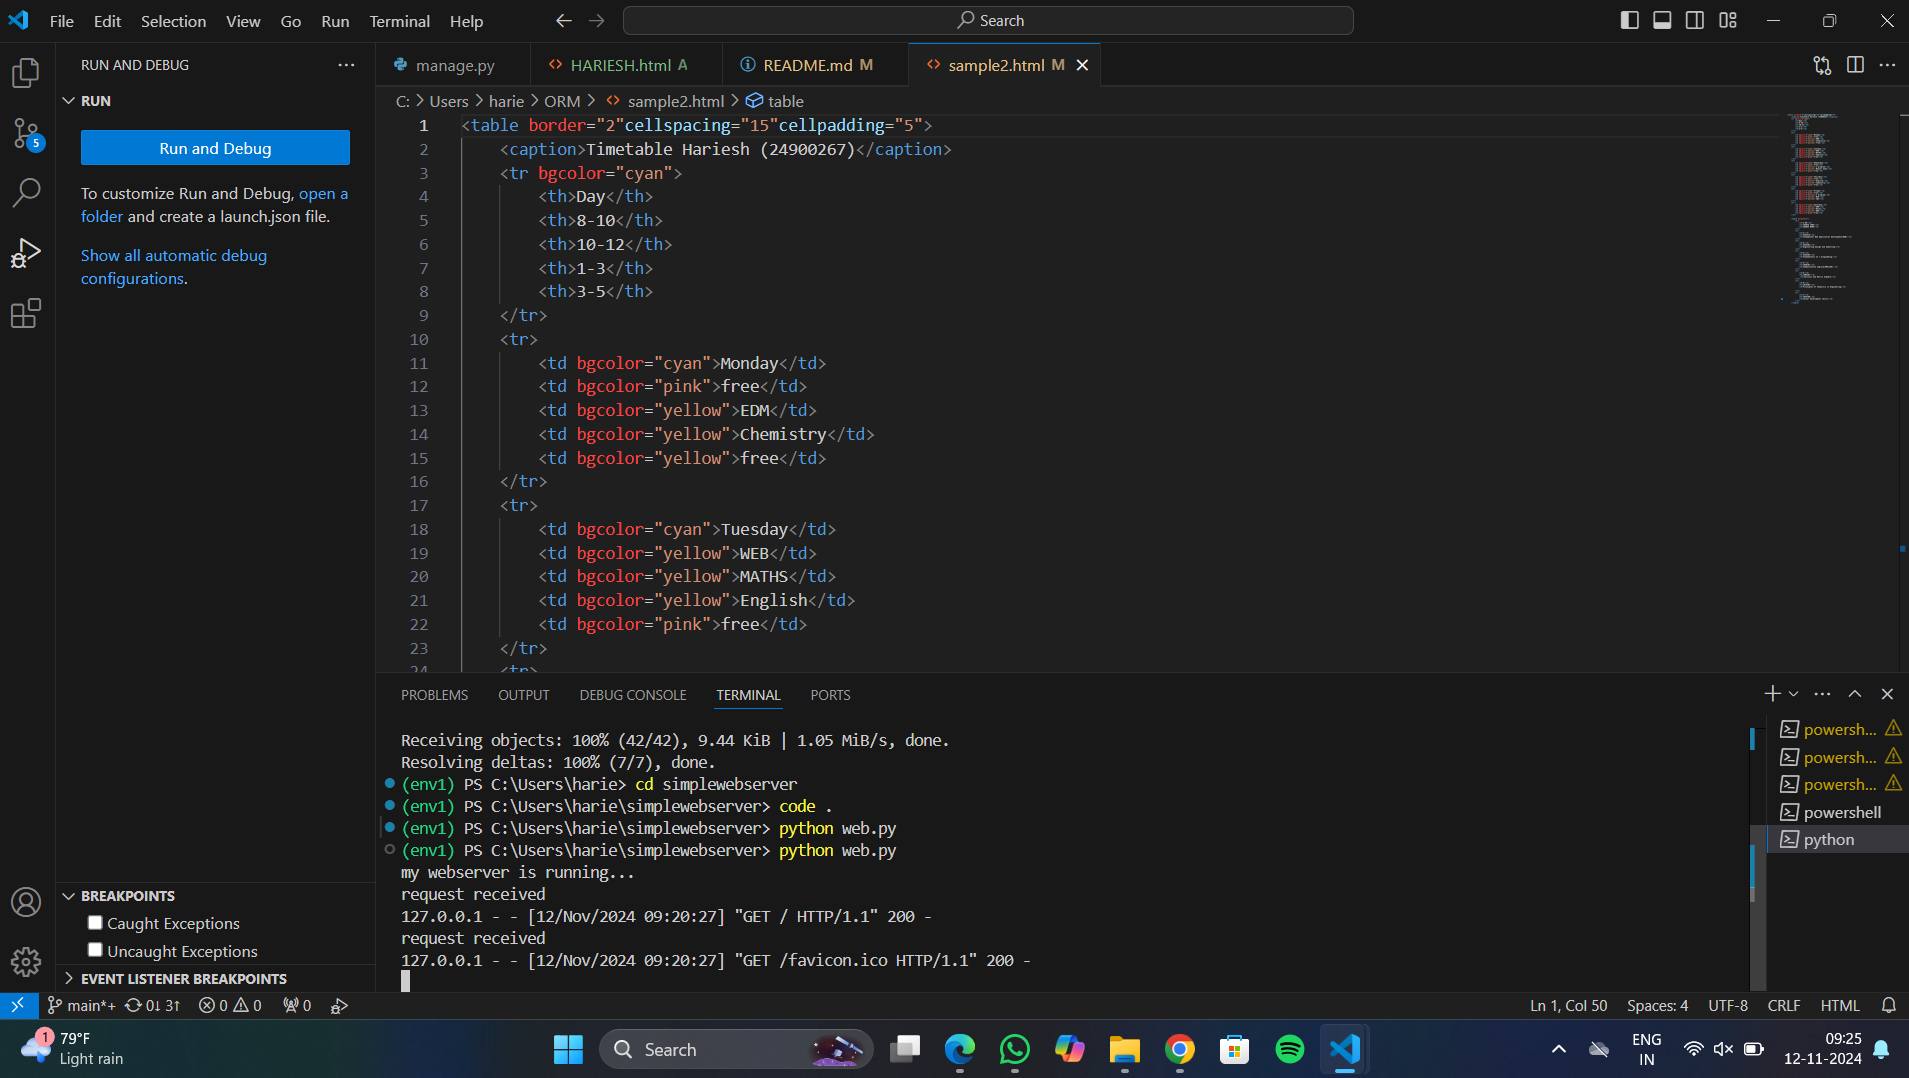 File Edit Selection View Go Run Terminal Help
Search
RUN AND DEBUG
manage.py
HARIESH.html A
README.md M
sample2.html M
RUN
C: > Users > harie > ORM > sample2.html > table
Run and Debug
To customize Run and Debug, open a
folder and create a launch.json file.
Show all automatic debug
configurations.
1 <table border="2"cellspacing="15"cellpadding="5">
2 <caption>Timetable Hariesh (24900267)</caption>
3 <tr bgcolor="cyan">
4 <th>Day</th>
5 <th>8-10</th>
6 <th>10-12</th>
7 <th>1-3</th>
8 <th>3-5</th>
9 </tr>
10 <tr>
11 <td bgcolor="cyan">Monday</td>
12 <td bgcolor="pink">free</td>
13 <td bgcolor="yellow">EDM</td>
14 <td bgcolor="yellow">Chemistry</td>
15 <td bgcolor="yellow">free</td>
16 </tr>
17 <tr>
18 <td bgcolor="cyan">Tuesday</td>
19 <td bgcolor="yellow">WEB</td>
20 <td bgcolor="yellow">MATHS</td>
21 <td bgcolor="yellow">English</td>
22 <td bgcolor="pink">free</td>
23 </tr>
24 <tr>
PROBLEMS OUTPUT DEBUG CONSOLE TERMINAL PORTS
Receiving objects: 100% (42/42), 9.44 KiB | 1.05 MiB/s, done.
Resolving deltas: 100% (7/7), done.
(env1) PS C:\Users\harie> cd simplewebserver
(env1) PS C:\Users\harie\simplewebserver> code .
(env1) PS C:\Users\harie\simplewebserver> python web.py
(env1) PS C:\Users\harie\simplewebserver> python web.py
my webserver is running...
request received
127.0.0.1 - - [12/Nov/2024 09:20:27] "GET / HTTP/1.1" 200 -
request received
127.0.0.1 - - [12/Nov/2024 09:20:27] "GET /favicon.ico HTTP/1.1" 200 -
powersh...
powersh...
powersh...
powershell
python
5
BREAKPOINTS
Caught Exceptions
Uncaught Exceptions
EVENT LISTENER BREAKPOINTS
main*+ 0↓ 3↑ 0 0 0
Ln 1, Col 50 Spaces: 4 UTF-8 CRLF HTML
1
79°F
Light rain
Search
ENG
IN
09:25
12-11-2024